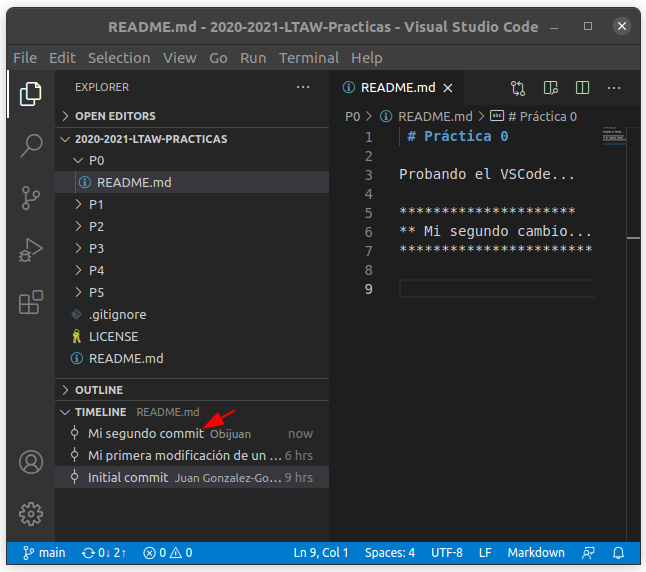 README.md - 2020-2021-LTAW-Practicas - Visual Studio Code
File Edit Selection View Go Run Terminal Help
EXPLORER
OPEN EDITORS
2020-2021-LTAW-PRACTICAS
P0
README.md
P1
P2
P3
P4
P5
.gitignore
LICENSE
README.md
OUTLINE
TIMELINE README.md
Mi segundo commit Obijuan now
Mi primera modificación de un ... 6 hrs
Initial commit Juan Gonzalez-Go... 9 hrs
README.md
P0 > README.md > # Práctica 0
1 # Práctica 0
2
3 Probando el VSCode...
4
5 *********************
6 ** Mi segundo cambio...
7 ***********************
8
9
main 0↓ 2↑ 0 0 Ln 9, Col 1 Spaces: 4 UTF-8 LF Markdown